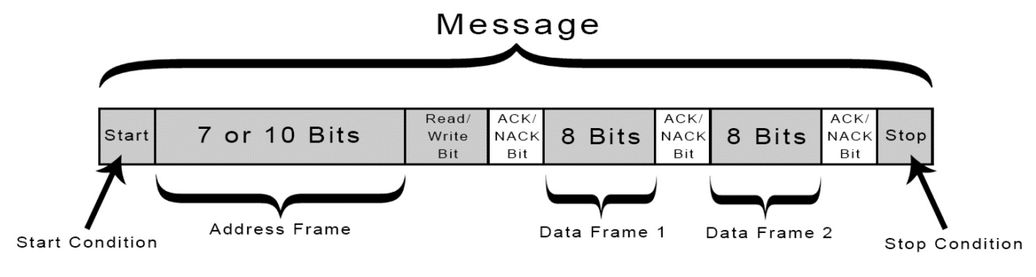 Message
Start
7 or 10 Bits
Read/
Write
Bit
ACK/
NACK
Bit
8 Bits
ACK/
NACK
Bit
8 Bits
ACK/
NACK
Bit
Stop
Start Condition
Address Frame
Data Frame 1
Data Frame 2
Stop Condition